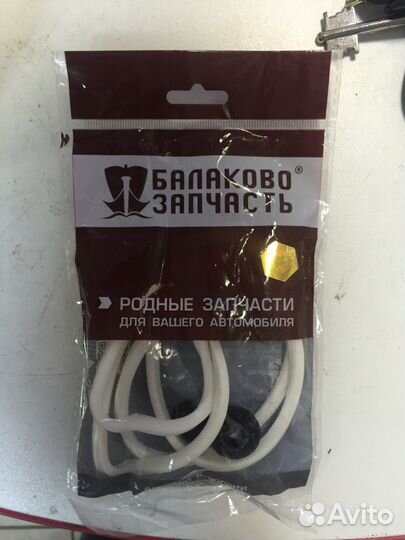 БАЛАКОВО®
ЗАПЧАСТЬ
РОДНЫЕ ЗАПЧАСТИ
ДЛЯ ВАШЕГО АВТОМОБИЛЯ
Avito